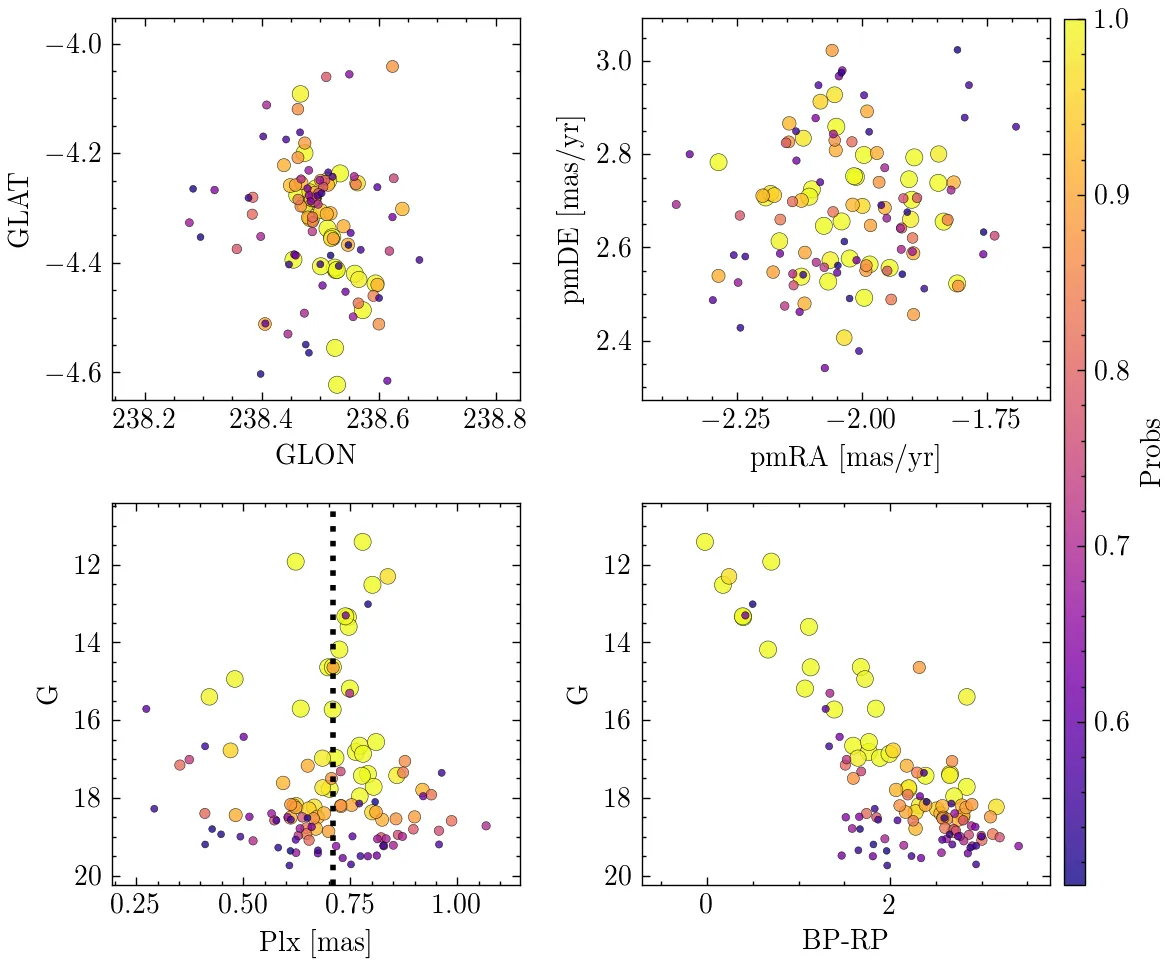 −4.0
−4.2
−4.4
−4.6
GLAT
238.2 238.4 238.6 238.8
GLON
3.0
2.8
2.6
2.4
pmDE [mas/yr]
−2.25 −2.00 −1.75
pmRA [mas/yr]
12
14
16
18
20
G
0.25 0.50 0.75 1.00
Plx [mas]
12
14
16
18
20
G
0 2
BP-RP
1.0
0.9
0.8
0.7
0.6
Probs